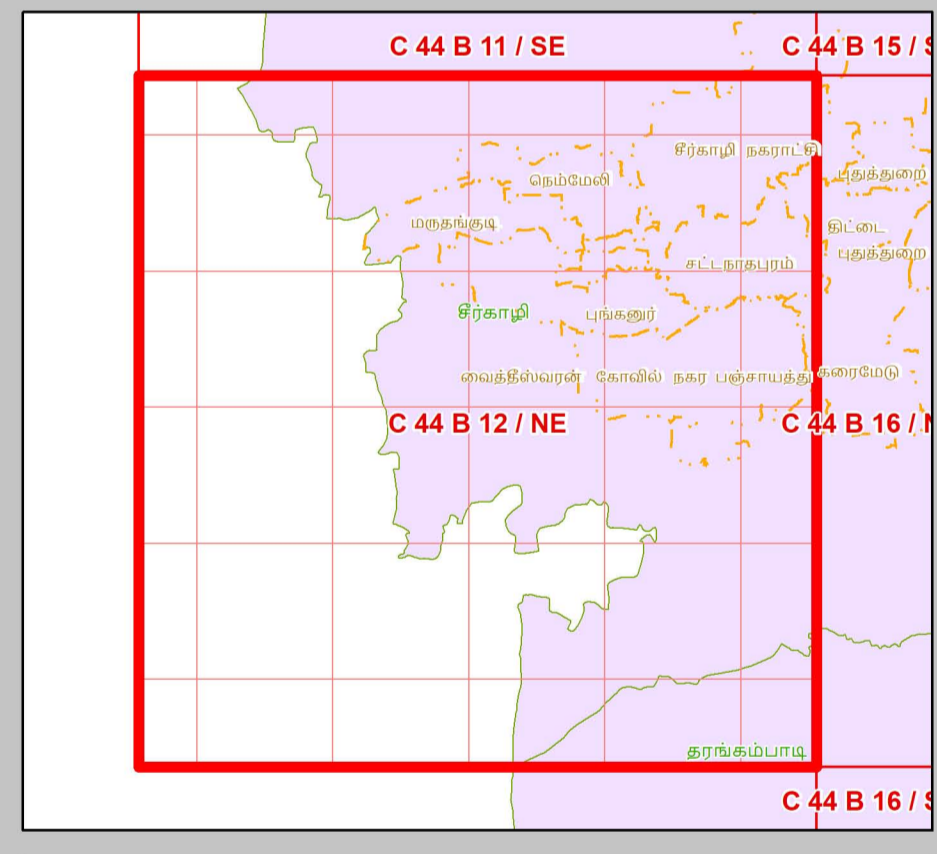 C 44 B 11 / SE
C 44 B 15 / S
சீர்காழி நகராட்சி
புதுத்துறை
நெம்மேலி
மருதங்குடி
திட்டை
புதுத்துறை
சட்டநாதபுரம்
சீர்காழி
புங்கனுர்
வைத்தீஸ்வரன் கோவில் நகர பஞ்சாயத்து
கரைமேடு
C 44 B 12 / NE
C 44 B 16 / N
தரங்கம்பாடி
C 44 B 16 / S